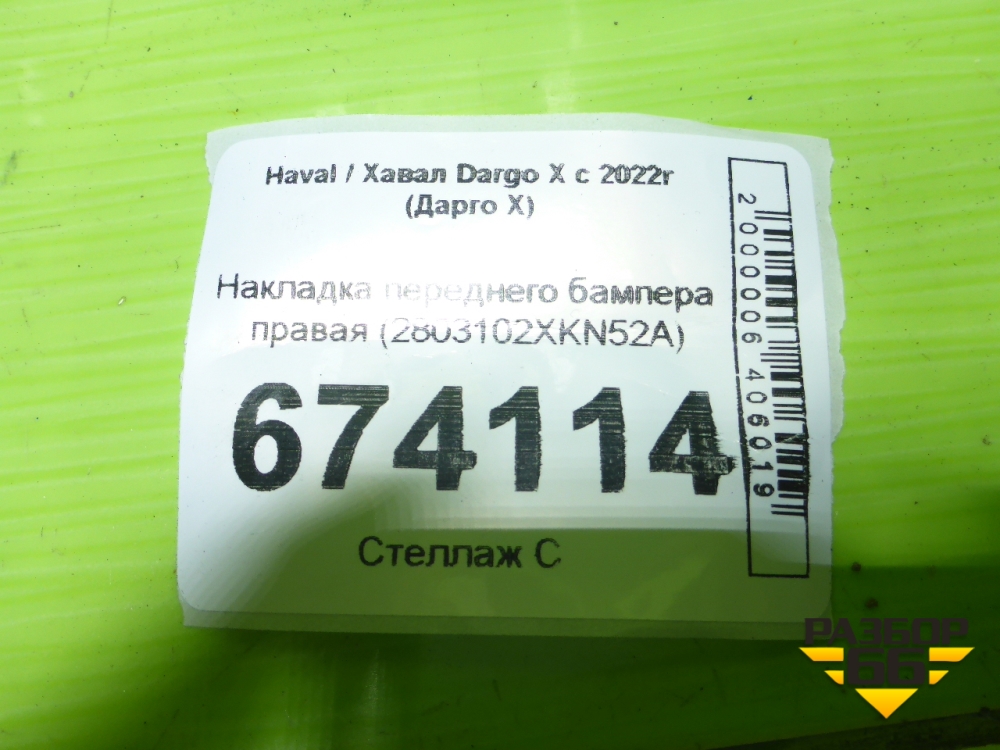 Haval / Хавал Dargo X с 2022г
(Дарго Х)
Накладка переднего бампера
правая (2803102XKN52A)
674114
Стеллаж С
2000006406019
РАЗБОР
66